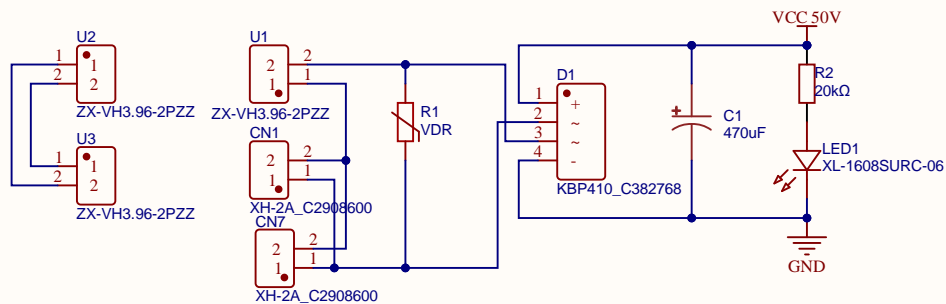 U2
1
2
1
2
ZX-VH3.96-2PZZ
U3
1
2
1
2
ZX-VH3.96-2PZZ
U1
2
1
2
1
ZX-VH3.96-2PZZ
CN1
2
1
2
1
XH-2A_C2908600
CN7
2
1
2
1
XH-2A_C2908600
R1
VDR
D1
1
2
3
4
+
~
~
-
KBP410_C382768
+
C1
470uF
VCC 50V
R2
20kΩ
LED1
XL-1608SURC-06
GND